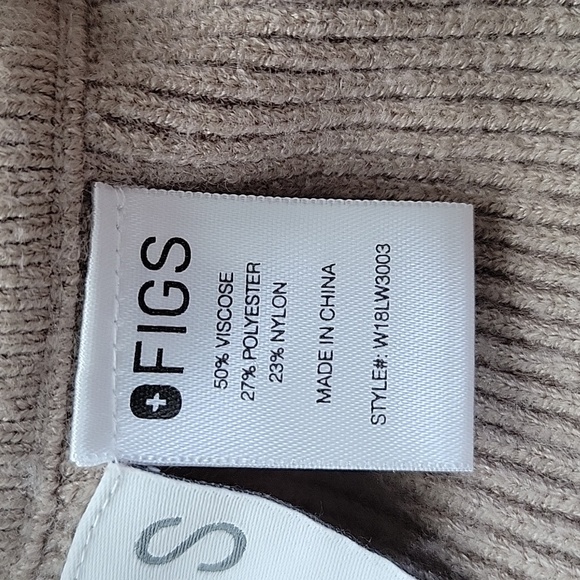 FIGS
50% VISCOSE
27% POLYESTER
23% NYLON
MADE IN CHINA
STYLE#: W18LW3003
S